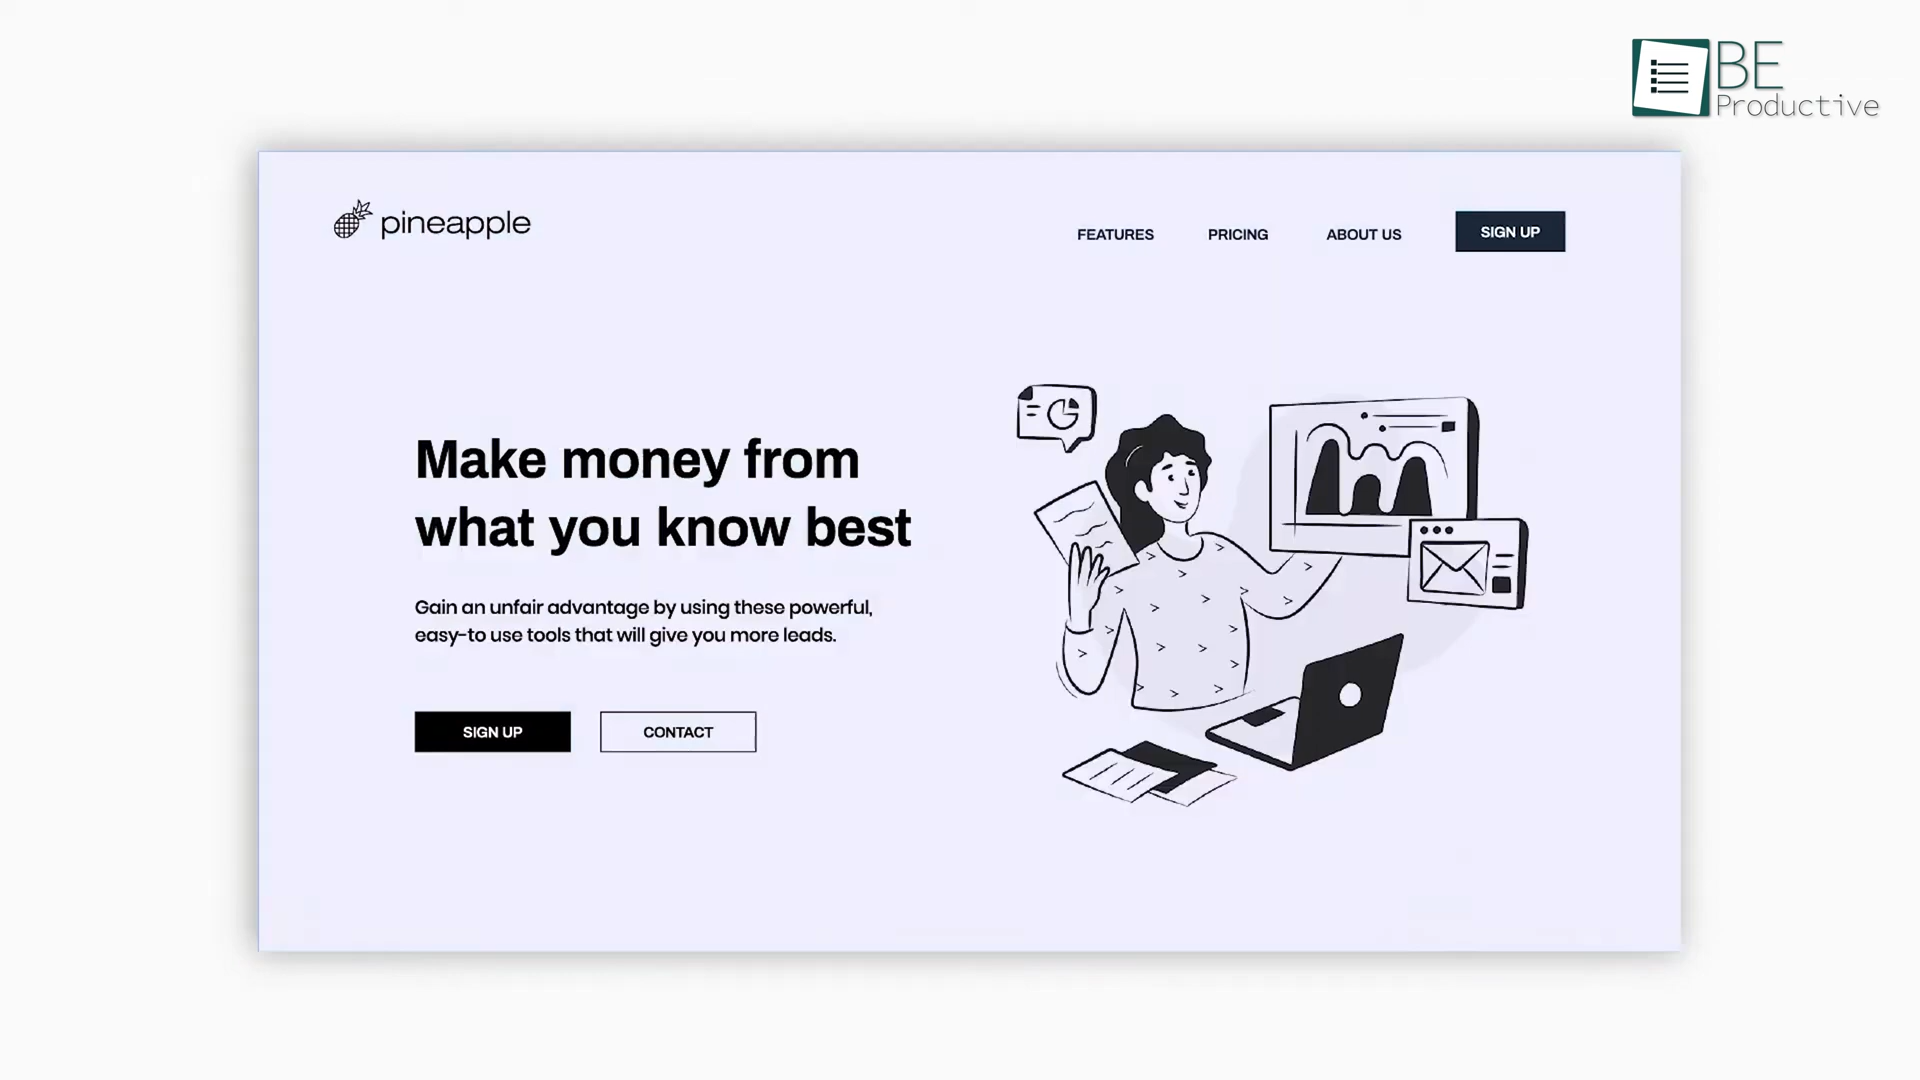 BE
Productive
pineapple
FEATURES PRICING ABOUT US SIGN UP
Make money from
what you know best
Gain an unfair advantage by using these powerful,
easy-to use tools that will give you more leads.
SIGN UP CONTACT